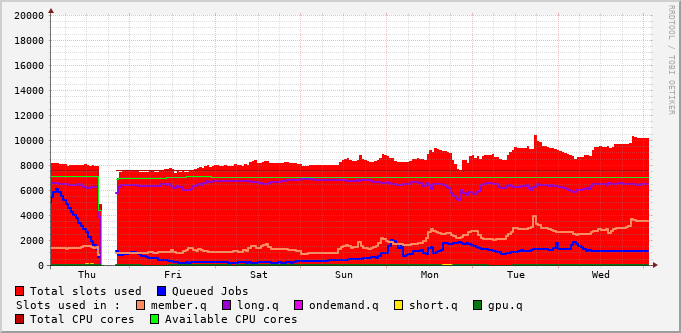 20000
18000
16000
14000
12000
10000
8000
6000
4000
2000
0
Thu Fri Sat Sun Mon Tue Wed
RRDTOOL / TOBI OETIKER
Total slots used Queued Jobs
Slots used in : member.q long.q ondemand.q short.q gpu.q
Total CPU cores Available CPU cores